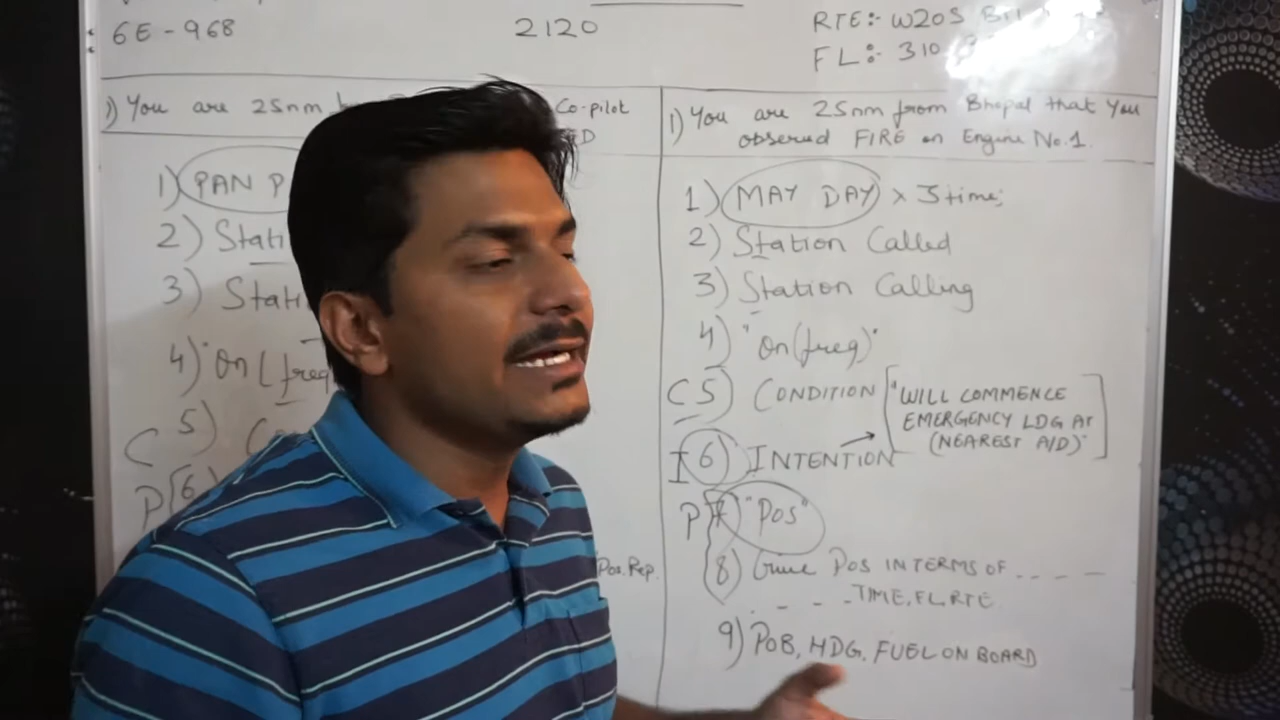 6E-968
2120
RTE:- W20S
FL:- 310
1) You are 25nm
Co-pilot
1) PAN P
2) Stati
3) Stati
4) "on (freq
C 5) Co
P 6
Pos. Rep.
1) You are 25nm from Bhopal that you
observed FIRE on Engine No.1.
1) MAY DAY x 3 times
2) Station Called
3) Station Calling
4) "on (freq)"
C 5) CONDITION
I 6) INTENTION
"WILL COMMENCE
EMERGENCY LDG AT
(NEAREST A/D)"
P 7) "Pos"
8) Give POS IN TERMS OF ----
---- TIME, FL, RTE
9) POB, HDG, FUEL ON BOARD